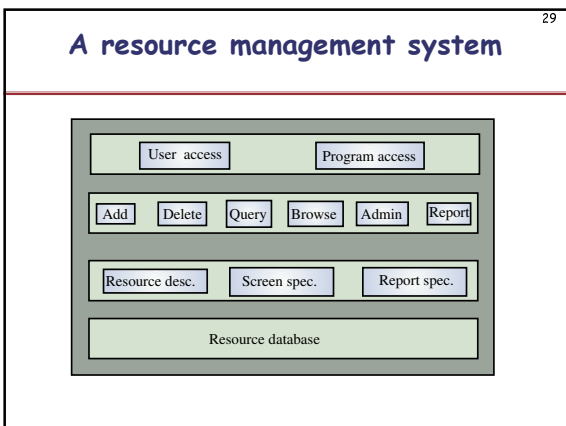 29
A resource management system
User access Program access
Add Delete Query Browse Admin Report
Resource desc. Screen spec. Report spec.
Resource database